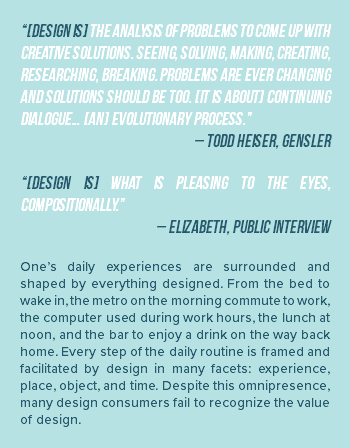 “[DESIGN IS] THE ANALYSIS OF PROBLEMS TO COME UP WITH
CREATIVE SOLUTIONS. SEEING, SOLVING, MAKING, CREATING,
RESEARCHING, BREAKING. PROBLEMS ARE EVER CHANGING
AND SOLUTIONS SHOULD BE TOO. [IT IS ABOUT] CONTINUING
DIALOGUE... [AN] EVOLUTIONARY PROCESS.”
– TODD HEISER, GENSLER
“[DESIGN IS] WHAT IS PLEASING TO THE EYES,
COMPOSITIONALLY.”
– ELIZABETH, PUBLIC INTERVIEW
One’s daily experiences are surrounded and
shaped by everything designed. From the bed to
wake in, the metro on the morning commute to work,
the computer used during work hours, the lunch at
noon, and the bar to enjoy a drink on the way back
home. Every step of the daily routine is framed and
facilitated by design in many facets: experience,
place, object, and time. Despite this omnipresence,
many design consumers fail to recognize the value
of design.